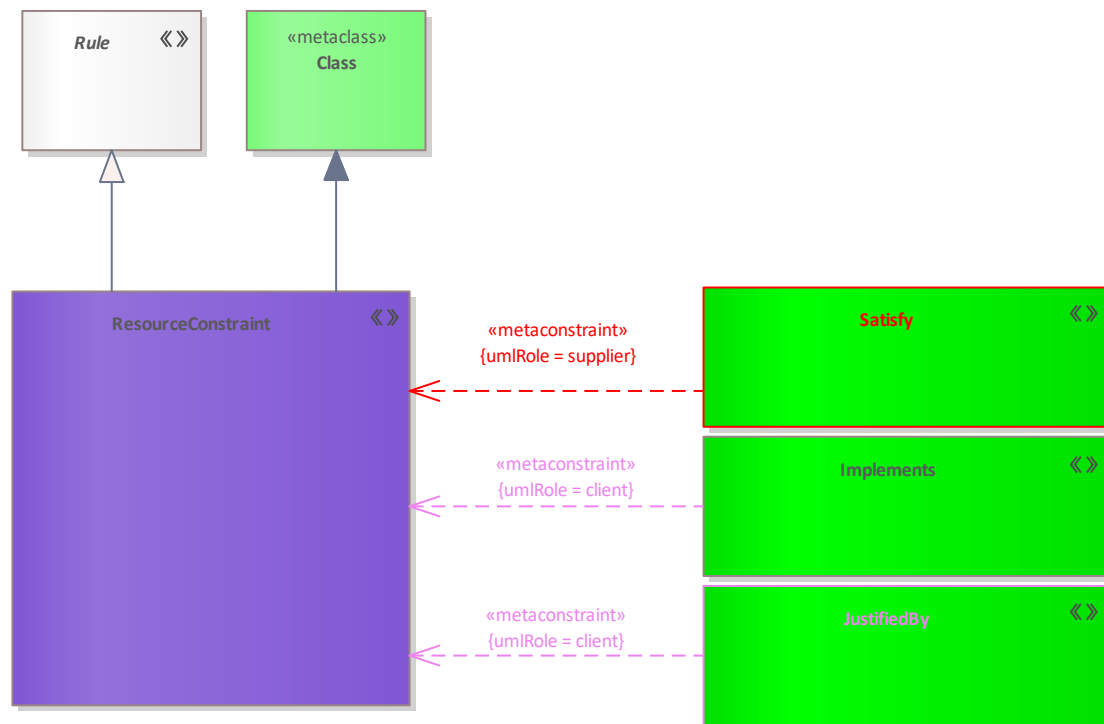 Rule
«»
«metaclass»
Class
ResourceConstraint
«»
«metaconstraint»
{umlRole = supplier}
Satisfy
«»
«metaconstraint»
{umlRole = client}
Implements
«»
«metaconstraint»
{umlRole = client}
JustifiedBy
«»